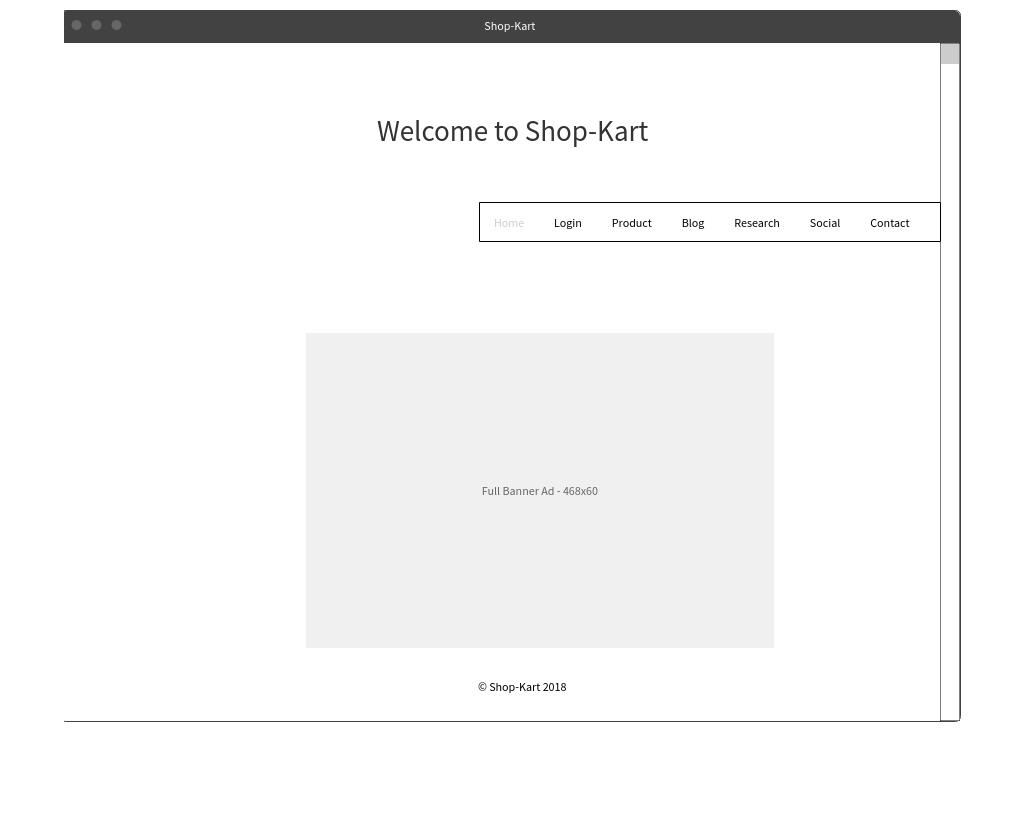 Shop-Kart
Welcome to Shop-Kart
Home Login Product Blog Research Social Contact
Full Banner Ad - 468x60
© Shop-Kart 2018